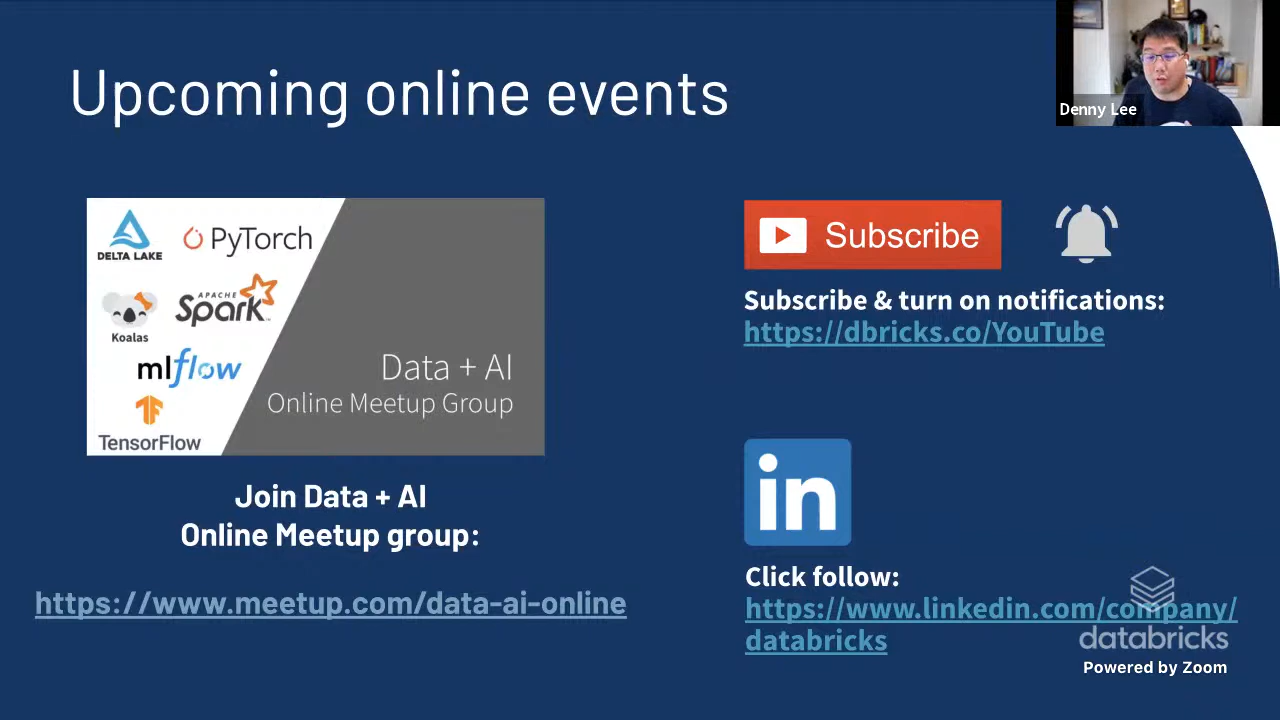 Upcoming online events
Denny Lee
DELTA LAKE
PyTorch
Koalas
APACHE
Spark
TM
mlflow
TensorFlow
Data + AI
Online Meetup Group
Join Data + AI
Online Meetup group:
https://www.meetup.com/data-ai-online
Subscribe
Subscribe & turn on notifications:
https://dbricks.co/YouTube
in
Click follow:
https://www.linkedin.com/company/
databricks
databricks
Powered by Zoom